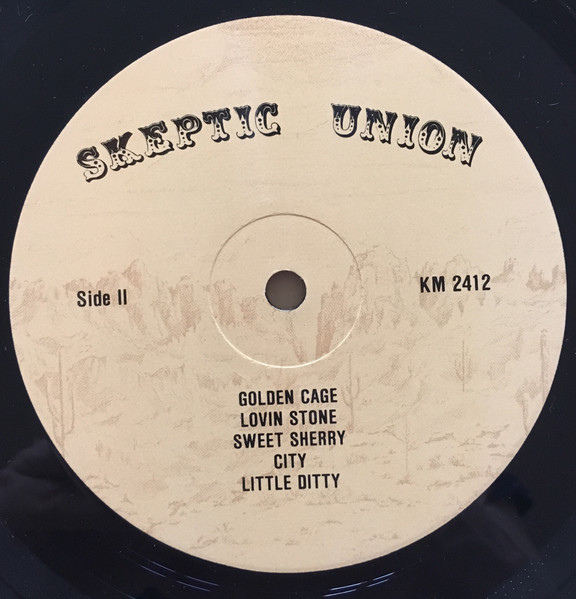 SKEPTIC UNION
Side II
KM 2412
GOLDEN CAGE
LOVIN STONE
SWEET SHERRY
CITY
LITTLE DITTY